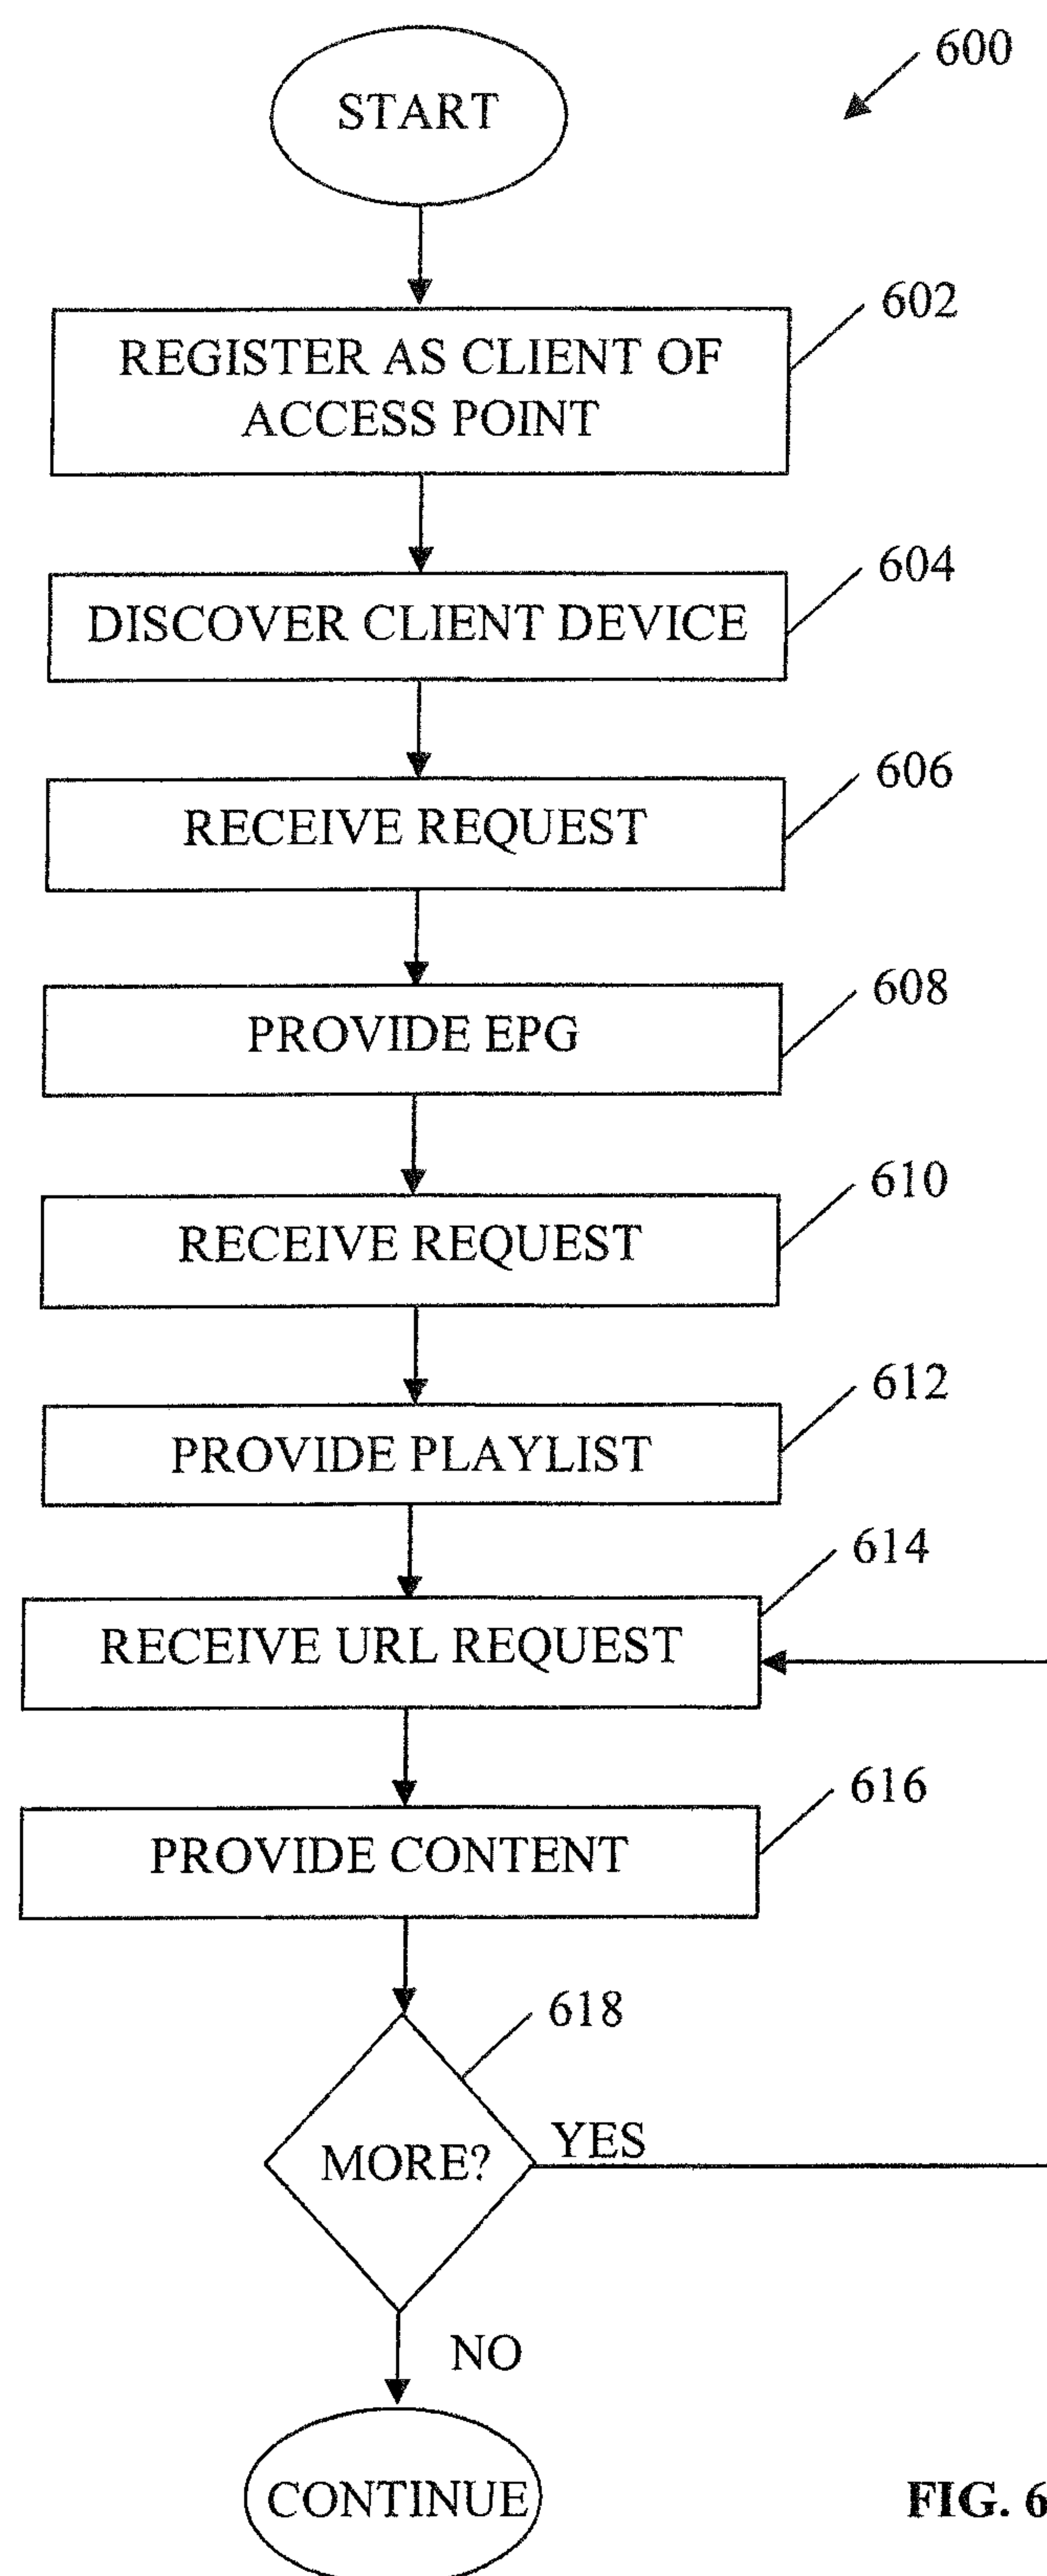 600
START
602
REGISTER AS CLIENT OF
ACCESS POINT
604
DISCOVER CLIENT DEVICE
606
RECEIVE REQUEST
608
PROVIDE EPG
610
RECEIVE REQUEST
612
PROVIDE PLAYLIST
614
RECEIVE URL REQUEST
616
PROVIDE CONTENT
618
MORE?
YES
NO
CONTINUE
FIG. 6